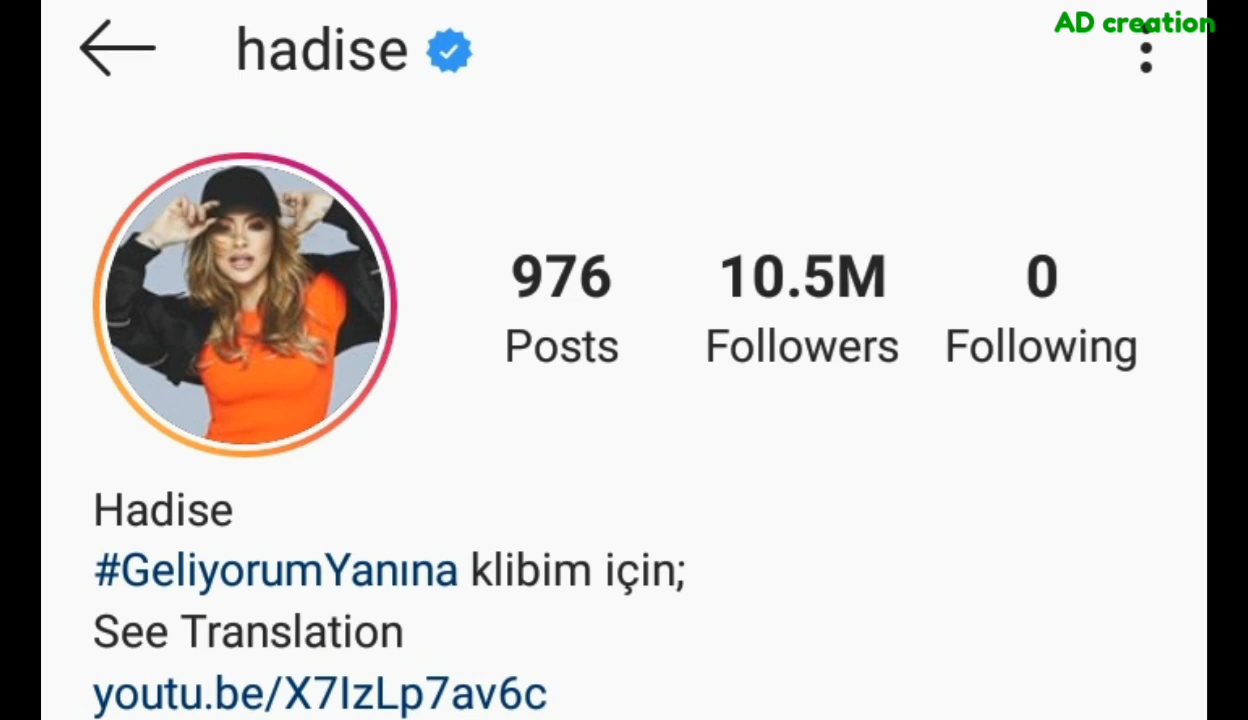 AD creation
hadise
976 10.5M 0
Posts Followers Following
Hadise
#GeliyorumYanına klibim için;
See Translation
youtu.be/X7IzLp7av6c